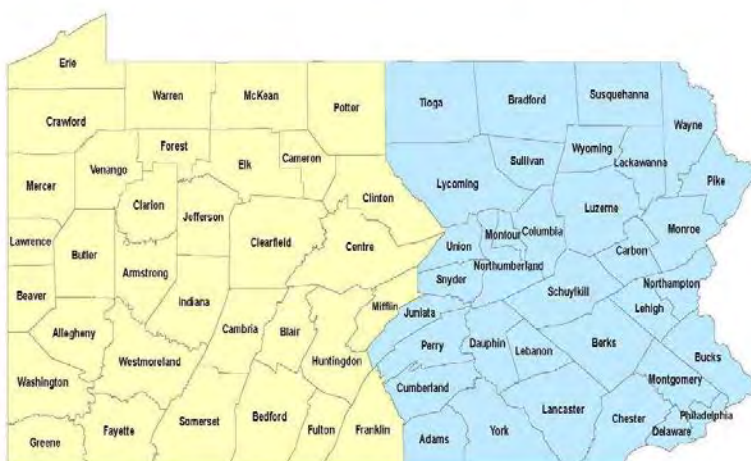 Erie
Warren
McKean
Potter
Tioga
Bradford
Susquehanna
Crawford
Wayne
Forest
Venango
Elk
Cameron
Sullivan
Wyoming
Lackawanna
Mercer
Clarion
Jefferson
Clinton
Lycoming
Pike
Luzerne
Lawrence
Butler
Clearfield
Centre
Union
Montour
Columbia
Monroe
Carbon
Armstrong
Snyder
Northumberland
Northampton
Beaver
Indiana
Mifflin
Juniata
Schuylkill
Lehigh
Allegheny
Cambria
Blair
Huntingdon
Perry
Dauphin
Lebanon
Berks
Bucks
Westmoreland
Washington
Cumberland
Montgomery
Lancaster
Chester
Philadelphia
Delaware
Greene
Fayette
Somerset
Bedford
Fulton
Franklin
Adams
York